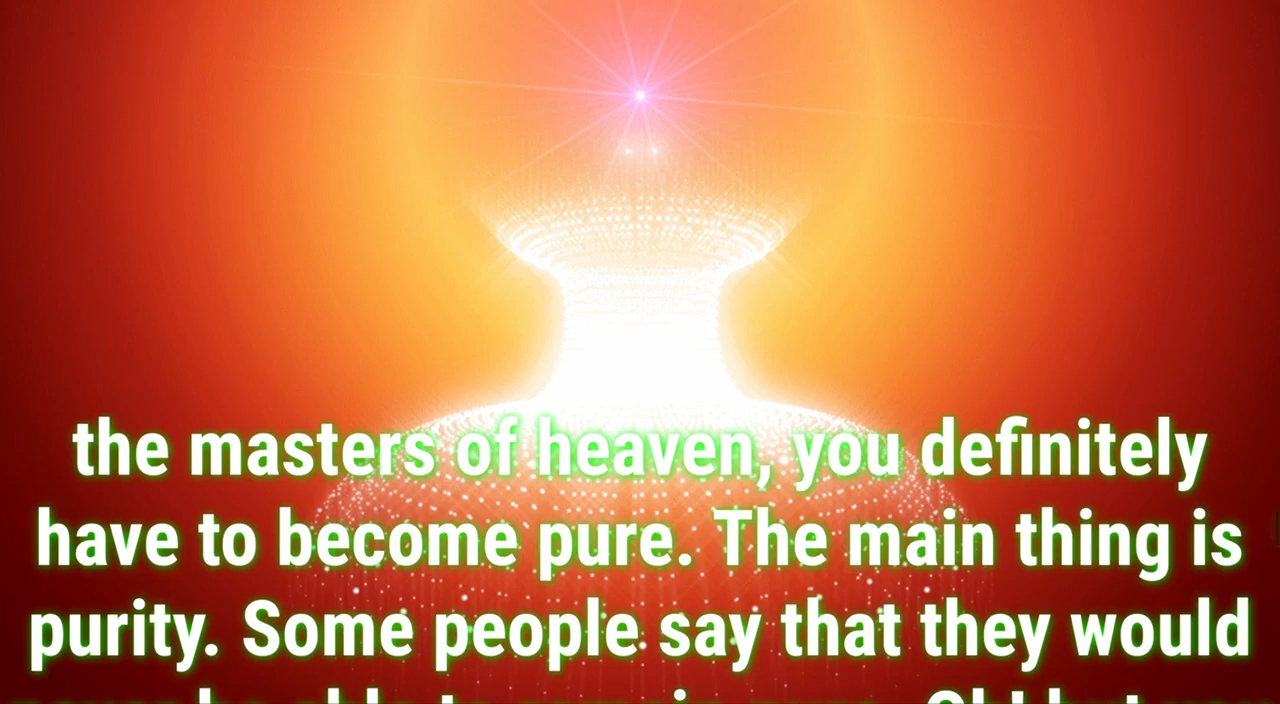 the masters of heaven, you definitely
have to become pure. The main thing is
purity. Some people say that they would